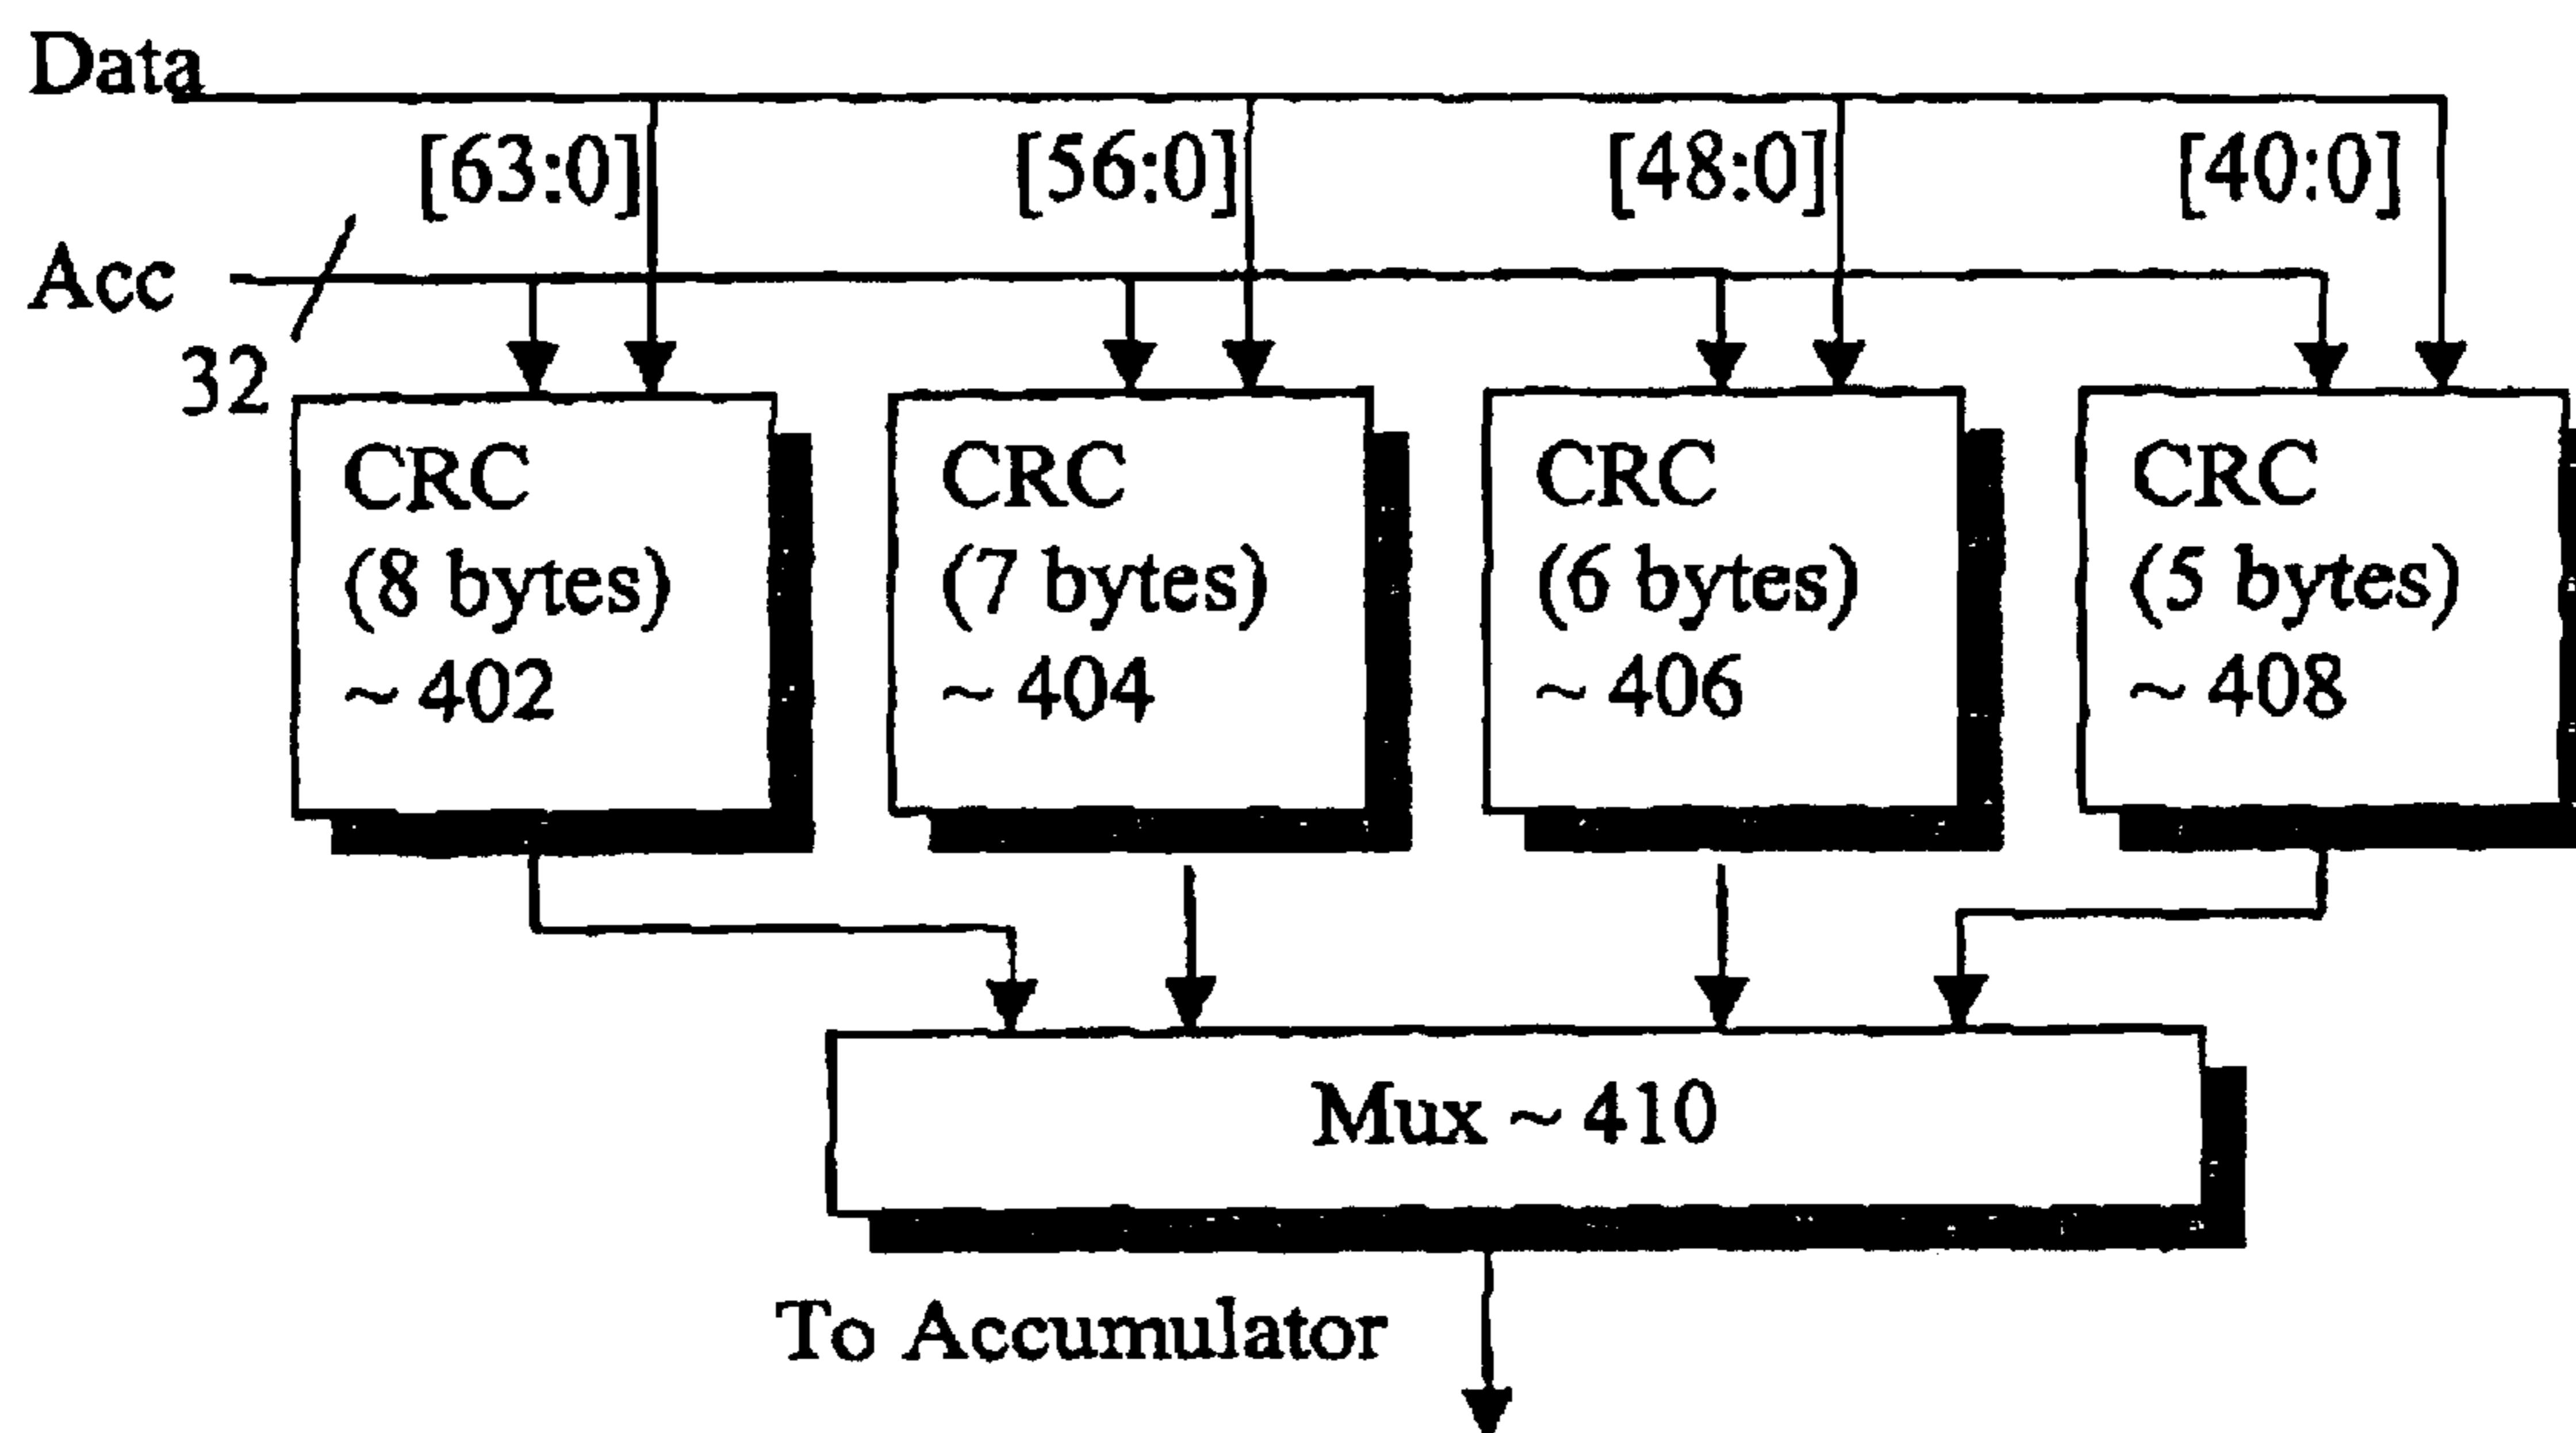 Data
[63:0]
[56:0]
[48:0]
[40:0]
Acc
32
CRC
(8 bytes)
~ 402
CRC
(7 bytes)
~ 404
CRC
(6 bytes)
~ 406
CRC
(5 bytes)
~ 408
Mux ~ 410
To Accumulator